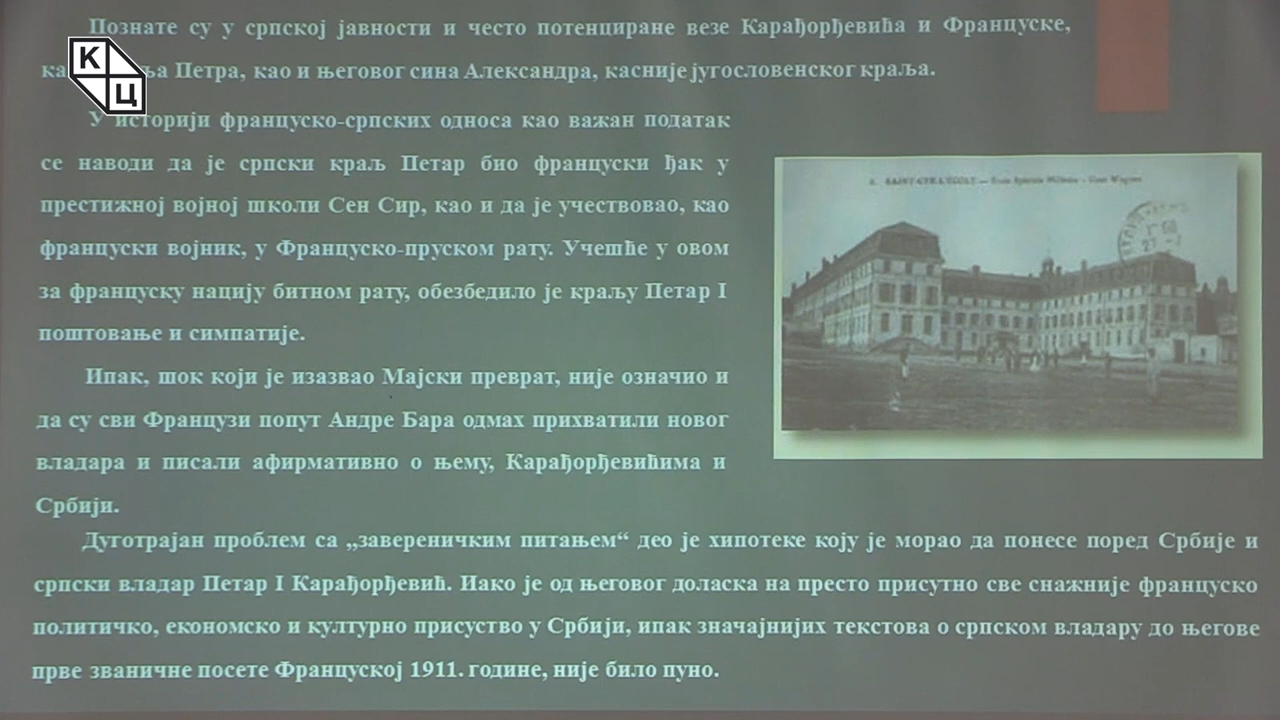 Познате су у српској јавности и често потенциране везе Карађорђевића и Француске,
Петра, као и његовог сина Александра, касније југословенског краља.
К
Ц
У историји француско-српских односа као важан податак
се наводи да је српски краљ Петар био француски ђак у
престижној војној школи Сен Сир, као и да је учествовао, као
француски војник, у Француско-пруском рату. Учешће у овом
за француску нацију битном рату, обезбедило је краљу Петар I
поштовање и симпатије.
Ипак, шок који је изазвао Мајски преврат, није означио и
да су сви Французи попут Андре Бара одмах прихватили новог
владара и писали афирмативно о њему, Карађорђевићима и
Србији.
Дуготрајан проблем са „завереничким питањем“ део је хипотеке коју је морао да понесе поред Србије и
српски владар Петар I Карађорђевић. Иако је од његовог доласка на престо присутно све снажније француско
политичко, економско и културно присуство у Србији, ипак значајнијих текстова о српском владару до његове
прве званичне посете Француској 1911. године, није било пуно.